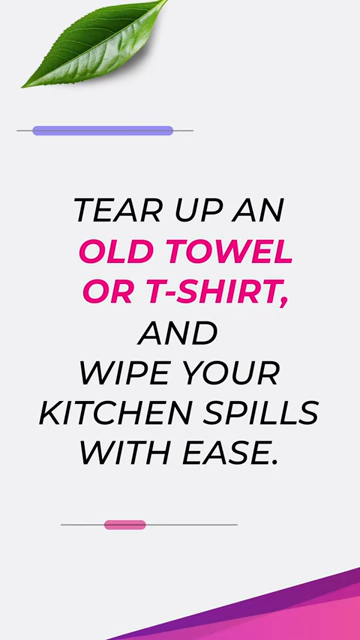 TEAR UP AN
OLD TOWEL
OR T-SHIRT,
AND
WIPE YOUR
KITCHEN SPILLS
WITH EASE.